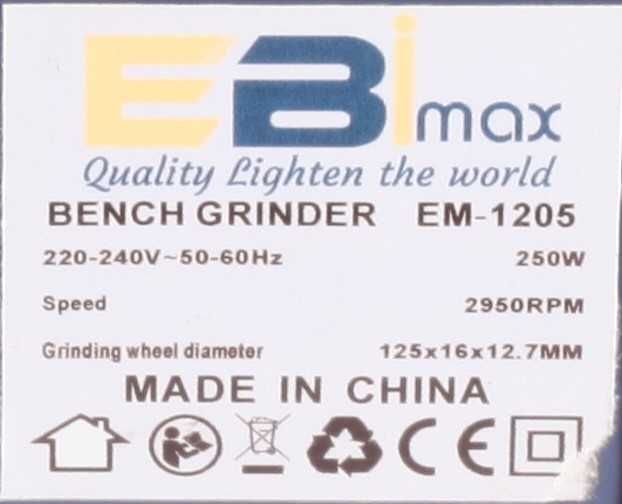 EBimax
Quality Lighten the world
BENCH GRINDER EM-1205
220-240V~50-60Hz 250W
Speed 2950RPM
Grinding wheel diameter 125x16x12.7MM
MADE IN CHINA
CE